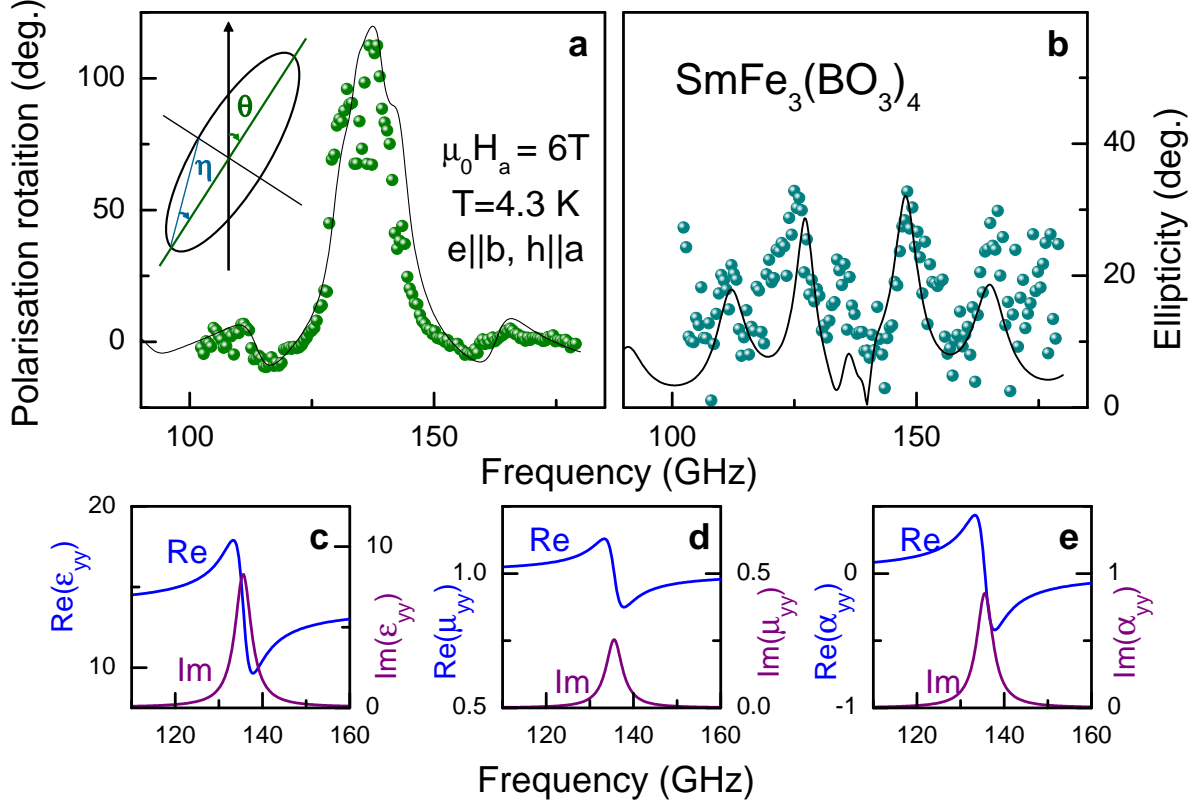 a
b
Polarisation rotaition (deg.)
100
50
0
θ
η
μ₀Hₐ = 6T
T=4.3 K
e||b, h||a
SmFe₃(BO₃)₄
Ellipticity (deg.)
40
20
0
100
150
100
150
Frequency (GHz)
c
Re(εyy)
20
10
Re
Im
10
0
Im(εyy)
120
140
160
d
Re(μyy)
1.0
0.5
Re
Im
0.5
0.0
Im(μyy)
120
140
160
e
Re(αyy)
0
-1
Re
Im
1
0
Im(αyy)
120
140
160
Frequency (GHz)